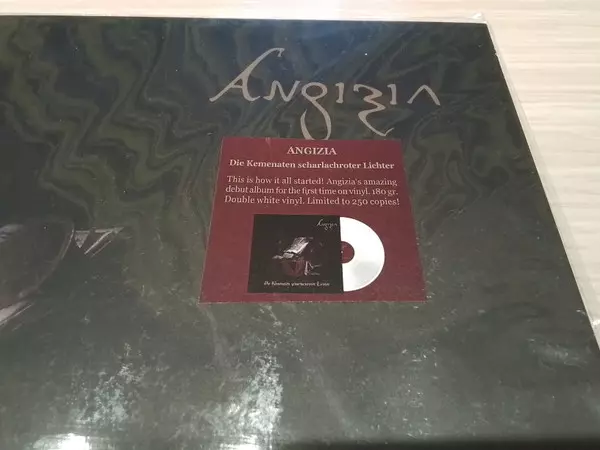 Angizia
ANGIZIA
Die Kemenaten scharlachroter Lichter
This is how it all started! Angizia's amazing
debut album for the first time on vinyl. 180 gr.
Double white vinyl. Limited to 250 copies!
Angizia